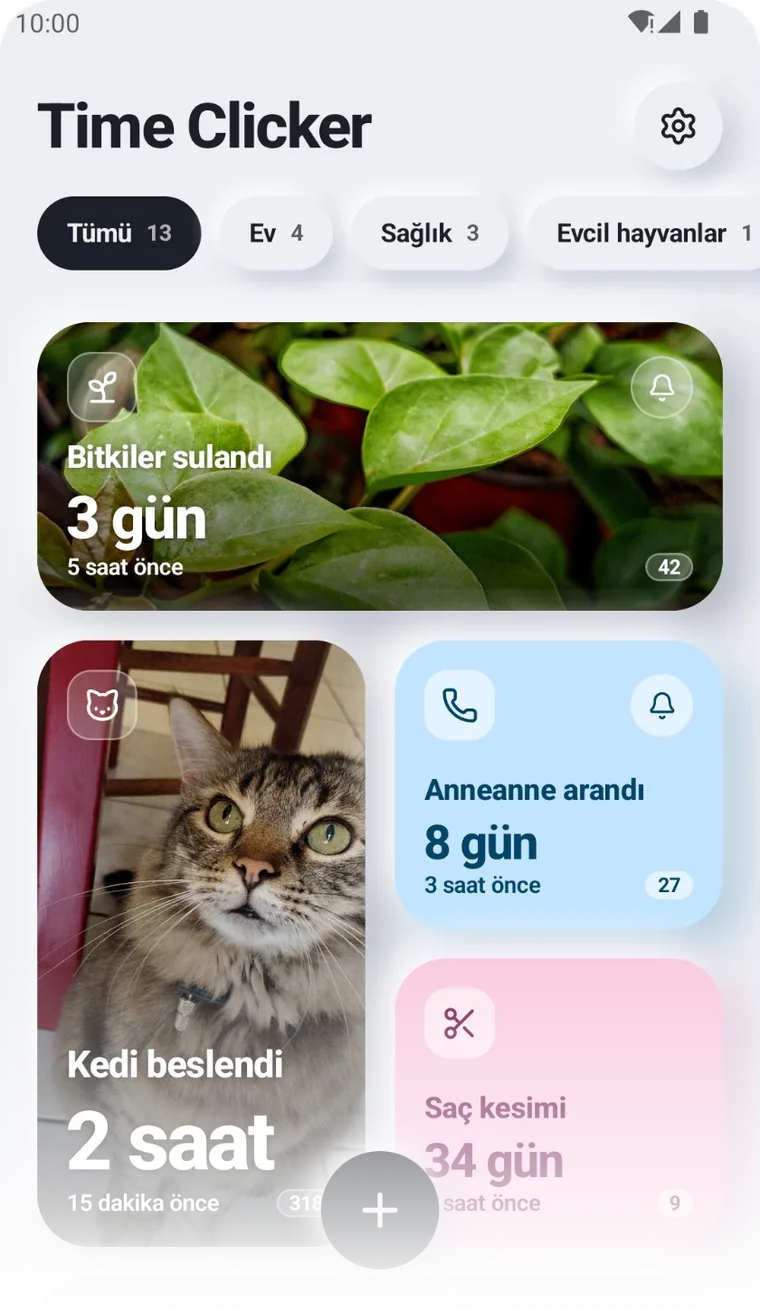 10:00
Time Clicker
Tümü 13
Ev 4
Sağlık 3
Evcil hayvanlar 1
Bitkiler sulandı
3 gün
5 saat önce
42
Anneanne arandı
8 gün
3 saat önce
27
Kedi beslendi
2 saat
15 dakika önce
318
Saç kesimi
34 gün
saat önce
9